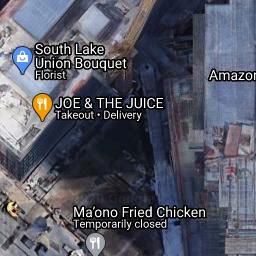 South Lake
Union Bouquet
Florist
Amazon
JOE & THE JUICE
Takeout • Delivery
Ma'ono Fried Chicken
Temporarily closed